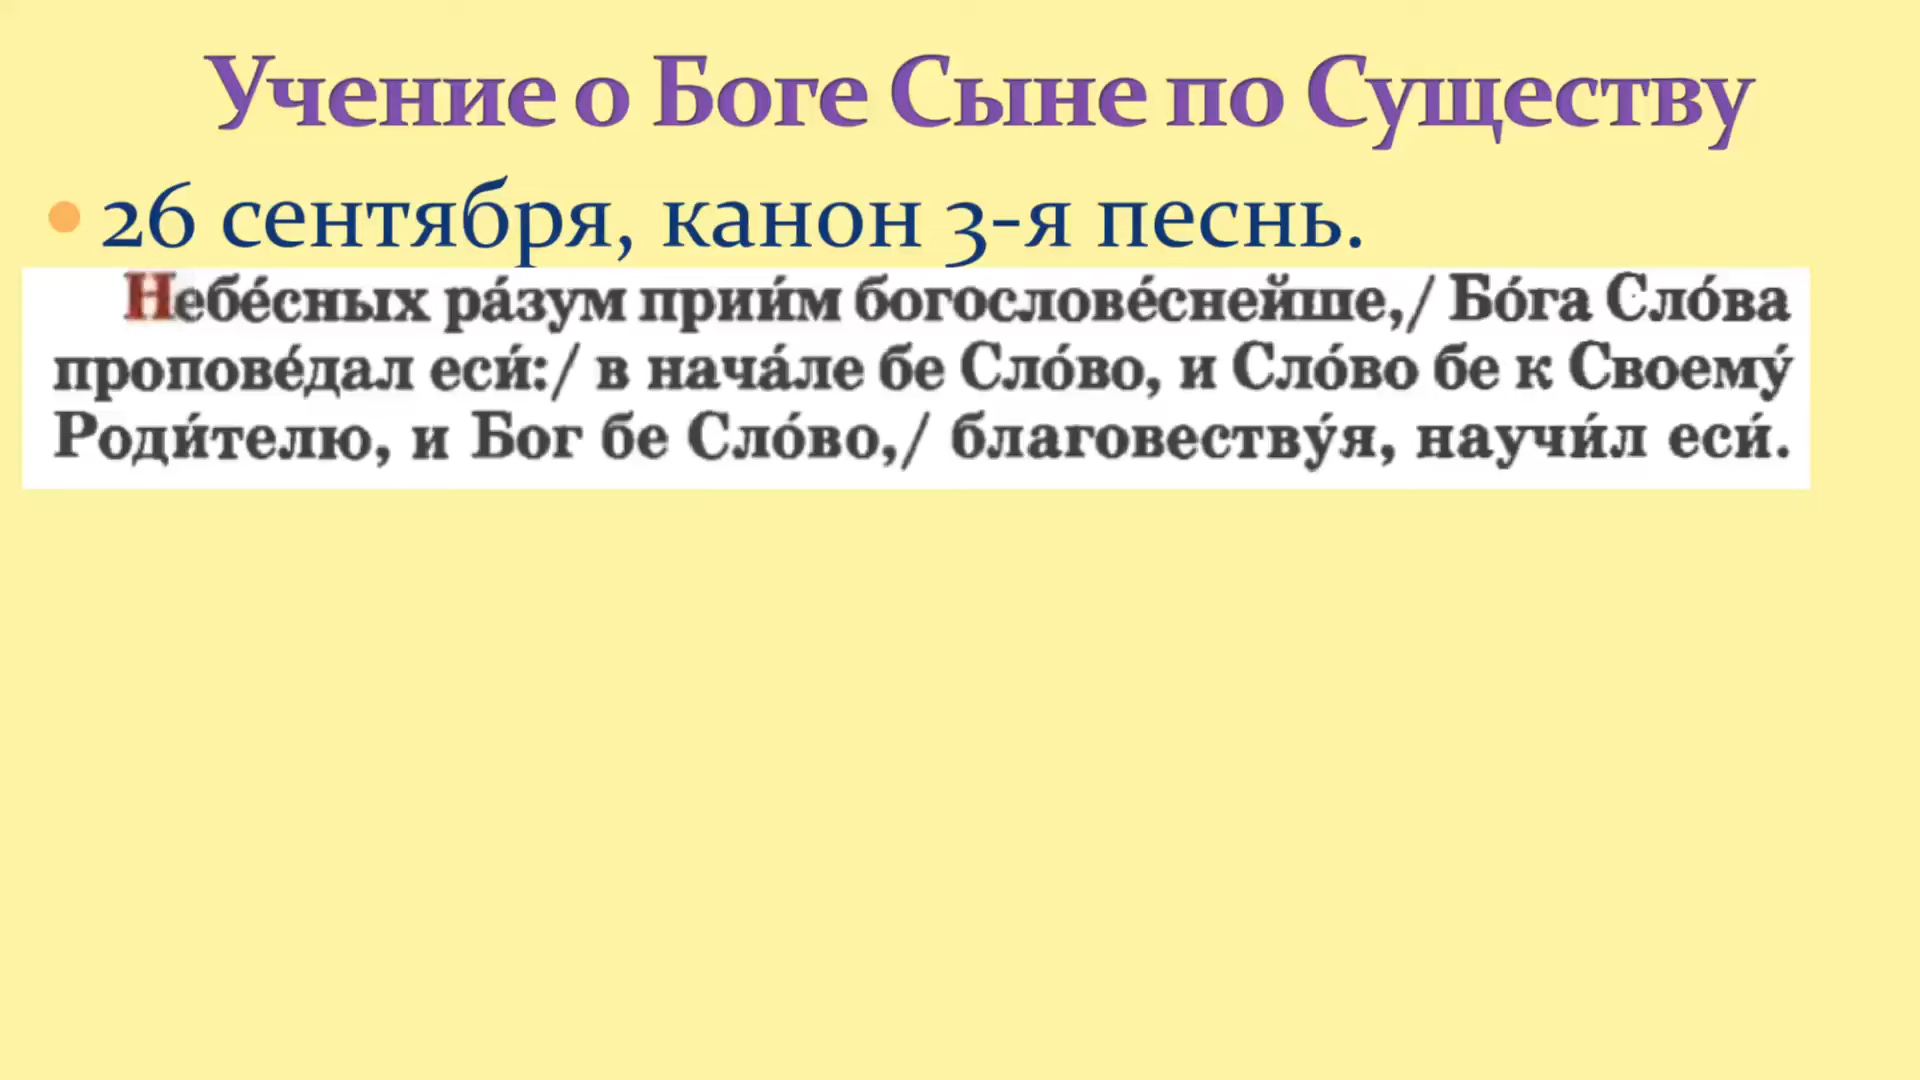 Учение о Боге Сыне по Существу
• 26 сентября, канон 3-я песнь.
Небе́сных ра́зум прии́м богослове́снейше,/ Бо́га Сло́ва
пропове́дал еси́:/ в нача́ле бе Сло́во, и Сло́во бе к Своему́
Роди́телю, и Бог бе Сло́во,/ благовеству́я, научи́л еси́.